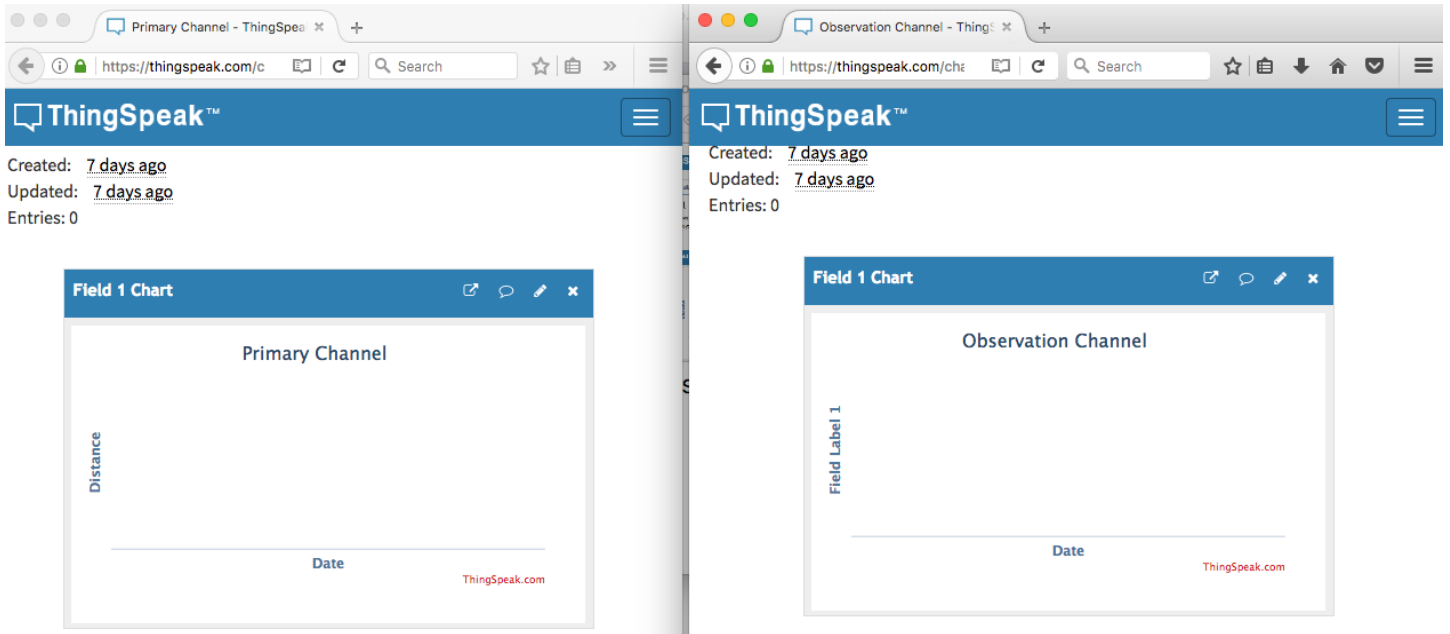 Primary Channel - ThingSpea
https://thingspeak.com/c
Search
ThingSpeak™
Created: 7 days ago
Updated: 7 days ago
Entries: 0
Field 1 Chart
Primary Channel
Distance
Date
ThingSpeak.com
Observation Channel - Thing
https://thingspeak.com/cha
Search
ThingSpeak™
Created: 7 days ago
Updated: 7 days ago
Entries: 0
Field 1 Chart
Observation Channel
Field Label 1
Date
ThingSpeak.com